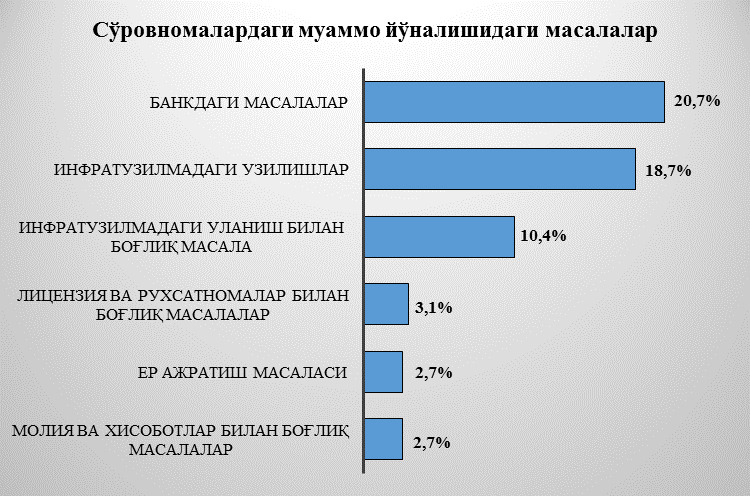 Сўровномалардаги муаммо йўналишидаги масалалар
БАНКДАГИ МАСАЛАЛАР
20,7%
ИНФРАТУЗИЛМАДАГИ УЗИЛИШЛАР
18,7%
ИНФРАТУЗИЛМАДАГИ УЛАНИШ БИЛАН
БОҒЛИҚ МАСАЛА
10,4%
ЛИЦЕНЗИЯ ВА РУХСАТНОМАЛАР БИЛАН
БОҒЛИҚ МАСАЛАЛАР
3,1%
ЕР АЖРАТИШ МАСАЛАСИ
2,7%
МОЛИЯ ВА ХИСОБОТЛАР БИЛАН БОҒЛИҚ
МАСАЛАЛАР
2,7%